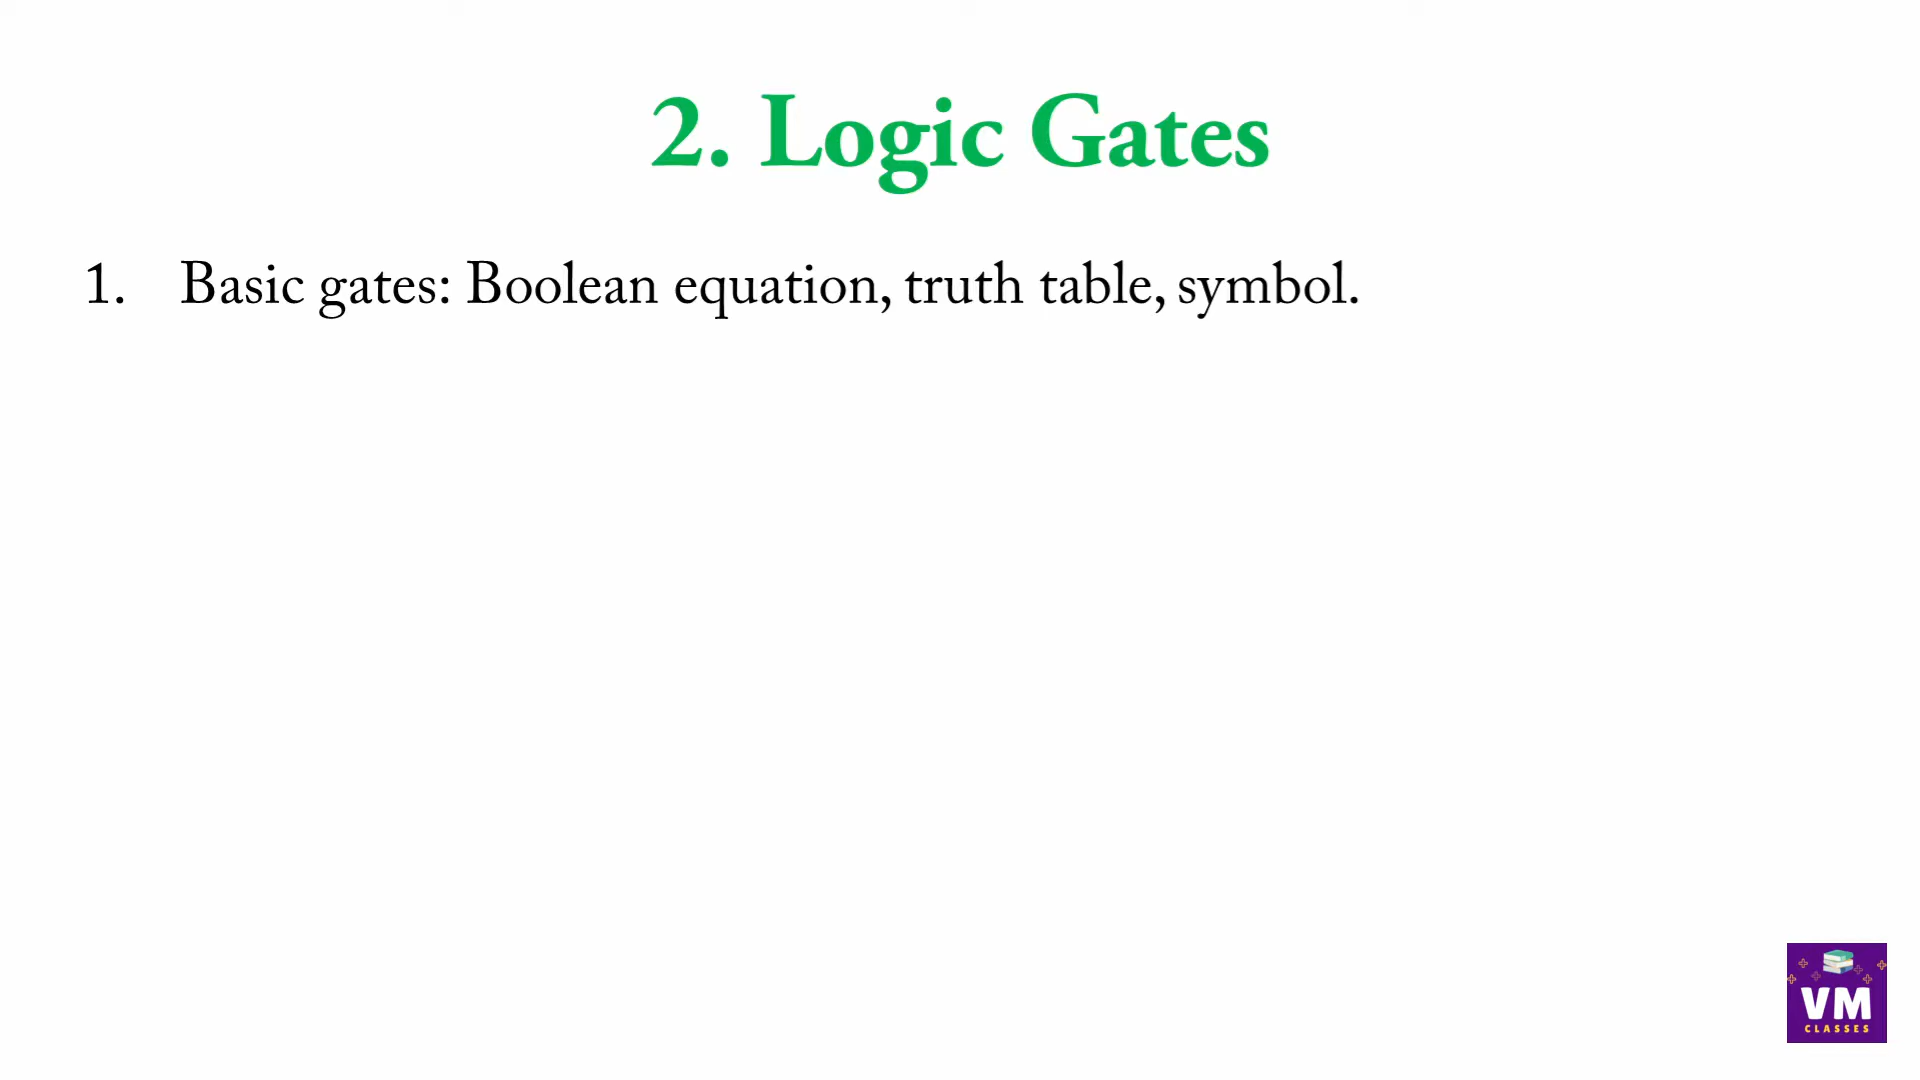 2. Logic Gates
1. Basic gates: Boolean equation, truth table, symbol.
VM
CLASSES